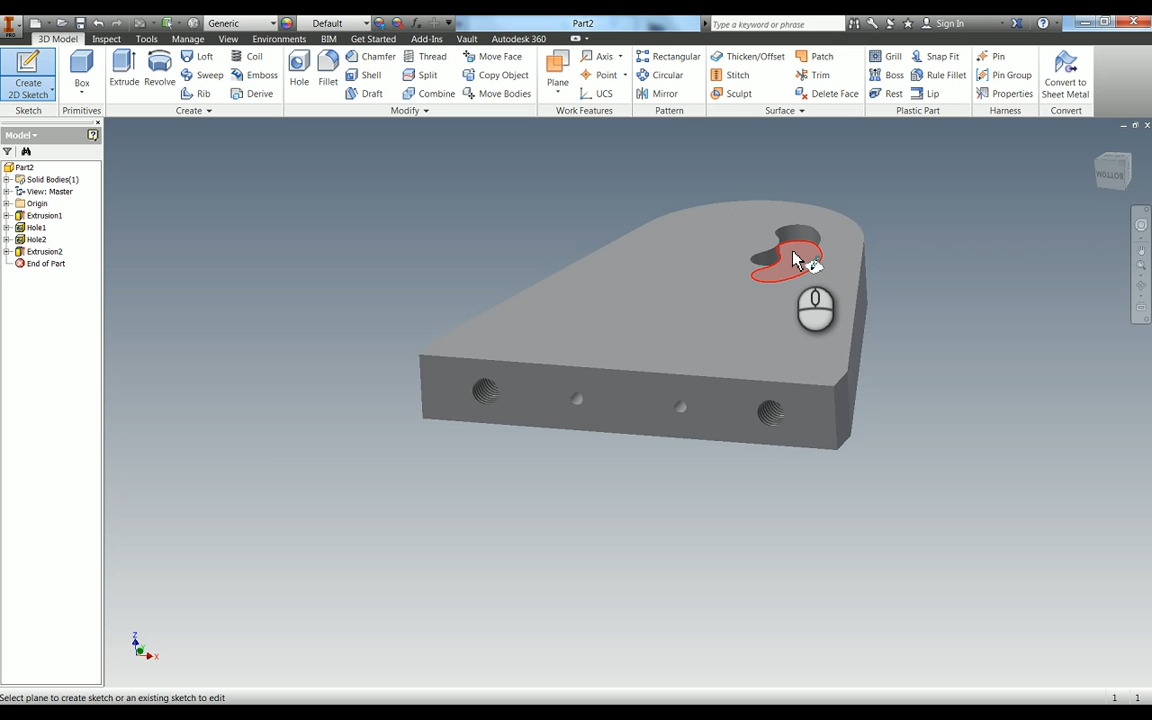 PRO Generic Default Part2 Type a keyword or phrase Sign In
3D Model Inspect Tools Manage View Environments BIM Get Started Add-Ins Vault Autodesk 360
Create 2D Sketch
Box
Extrude Revolve
Loft Coil
Sweep Emboss
Rib Derive
Hole Fillet
Chamfer Thread Move Face
Shell Split Copy Object
Draft Combine Move Bodies
Plane
Axis
Point
UCS
Rectangular
Circular
Mirror
Thicken/Offset Patch
Stitch Trim
Sculpt Delete Face
Grill Snap Fit
Boss Rule Fillet
Rest Lip
Pin
Pin Group
Properties
Convert to Sheet Metal
Sketch Primitives Create Modify Work Features Pattern Surface Plastic Part Harness Convert
Model
Part2
Solid Bodies(1)
View: Master
Origin
Extrusion1
Hole1
Hole2
Extrusion2
End of Part
BOTTOM
Z
Y
X
Select plane to create sketch or an existing sketch to edit 1 1